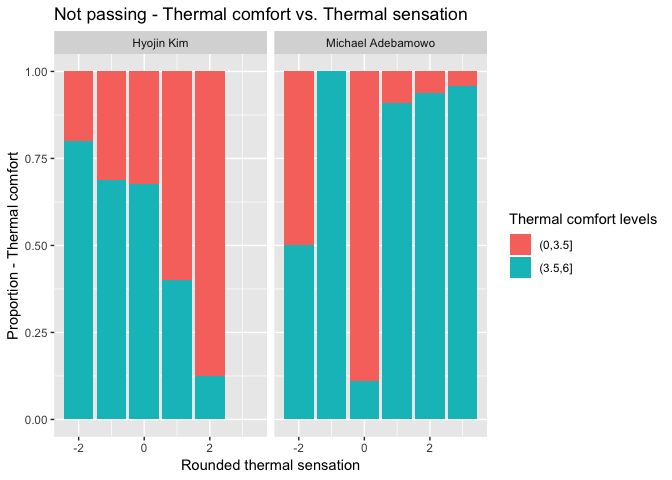 Not passing - Thermal comfort vs. Thermal sensation
Hyojin Kim
Michael Adebamowo
1.00
0.75
0.50
0.25
0.00
Proportion - Thermal comfort
-2
0
2
-2
0
2
Rounded thermal sensation
Thermal comfort levels
(0,3.5]
(3.5,6]